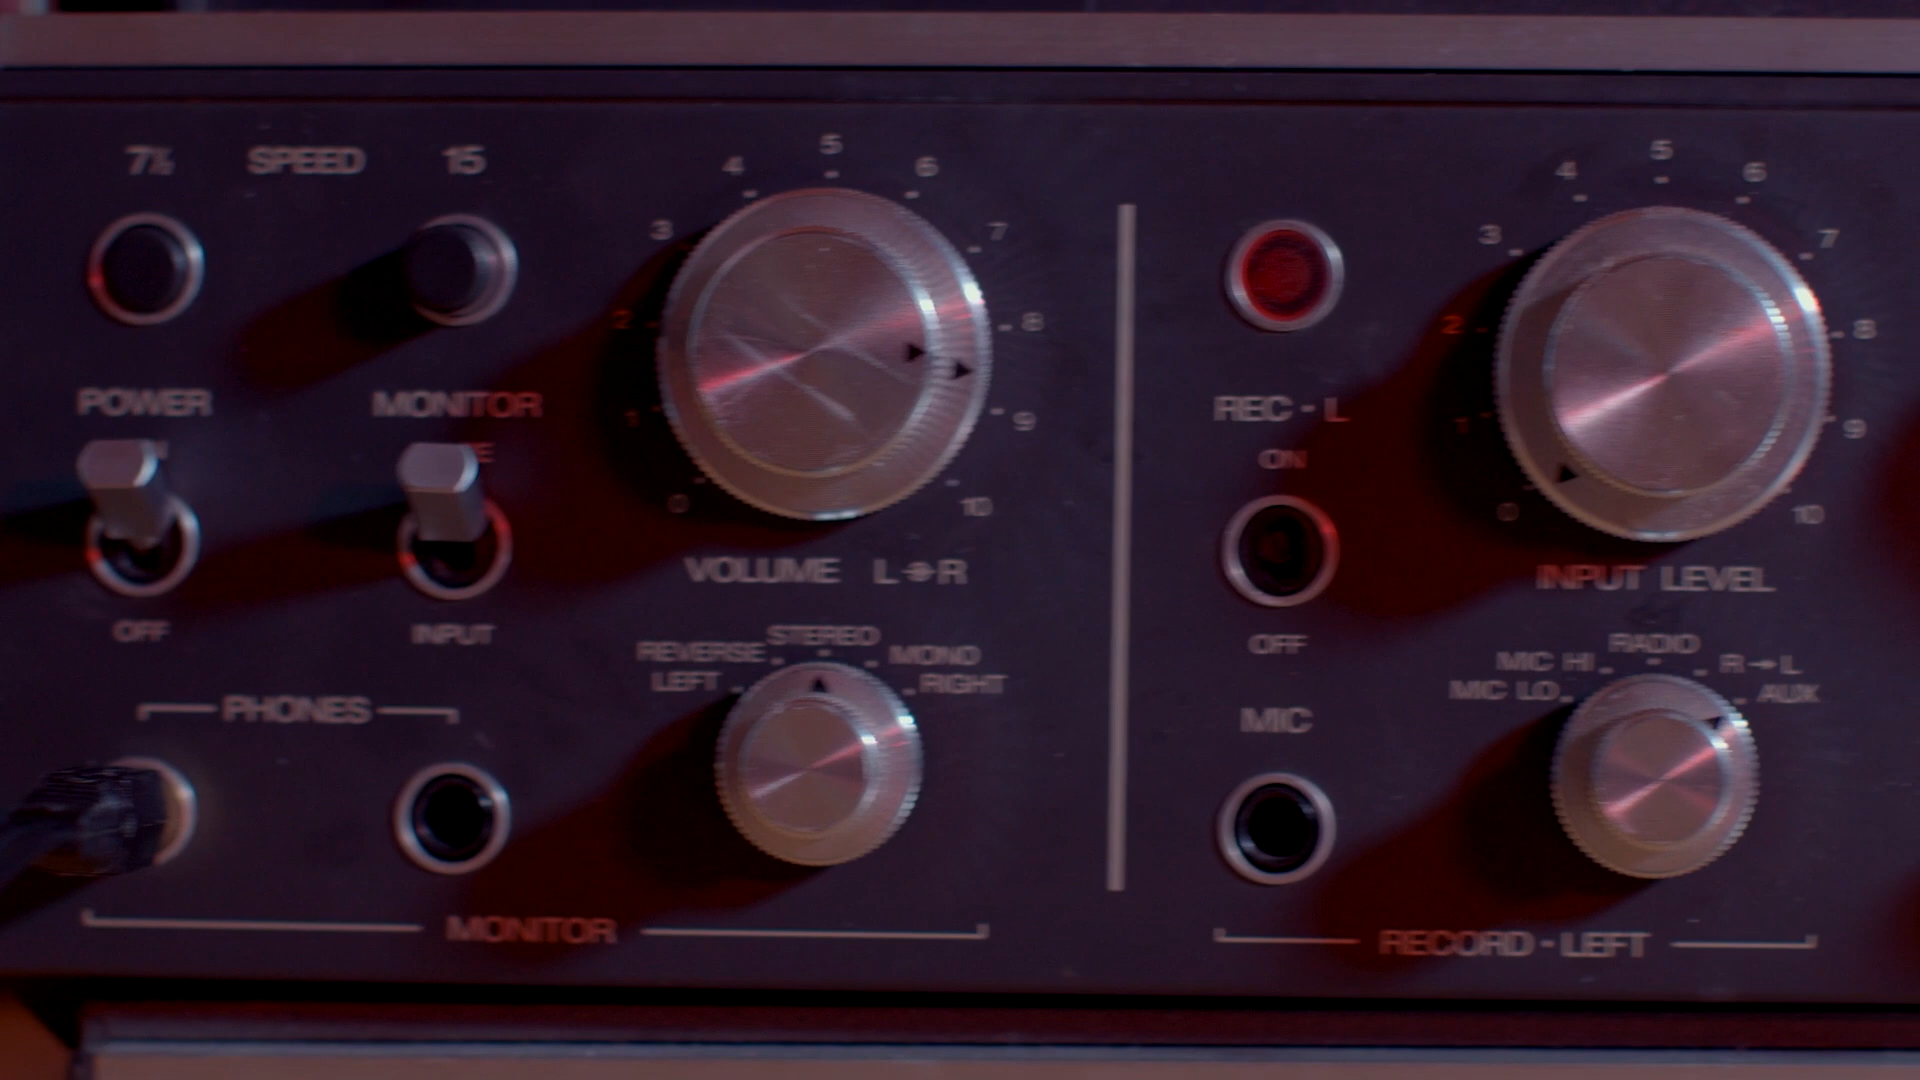 7½ SPEED 15
POWER
MONITOR
E
OFF
INPUT
PHONES
0 1 2 3 4 5 6 7 8 9 10
VOLUME L R
REVERSE STEREO MONO
LEFT RIGHT
MONITOR
REC - L
ON
OFF
MIC
0 1 2 3 4 5 6 7 8 9 10
INPUT LEVEL
MIC HI RADIO R→L
MIC LO AUX
RECORD - LEFT